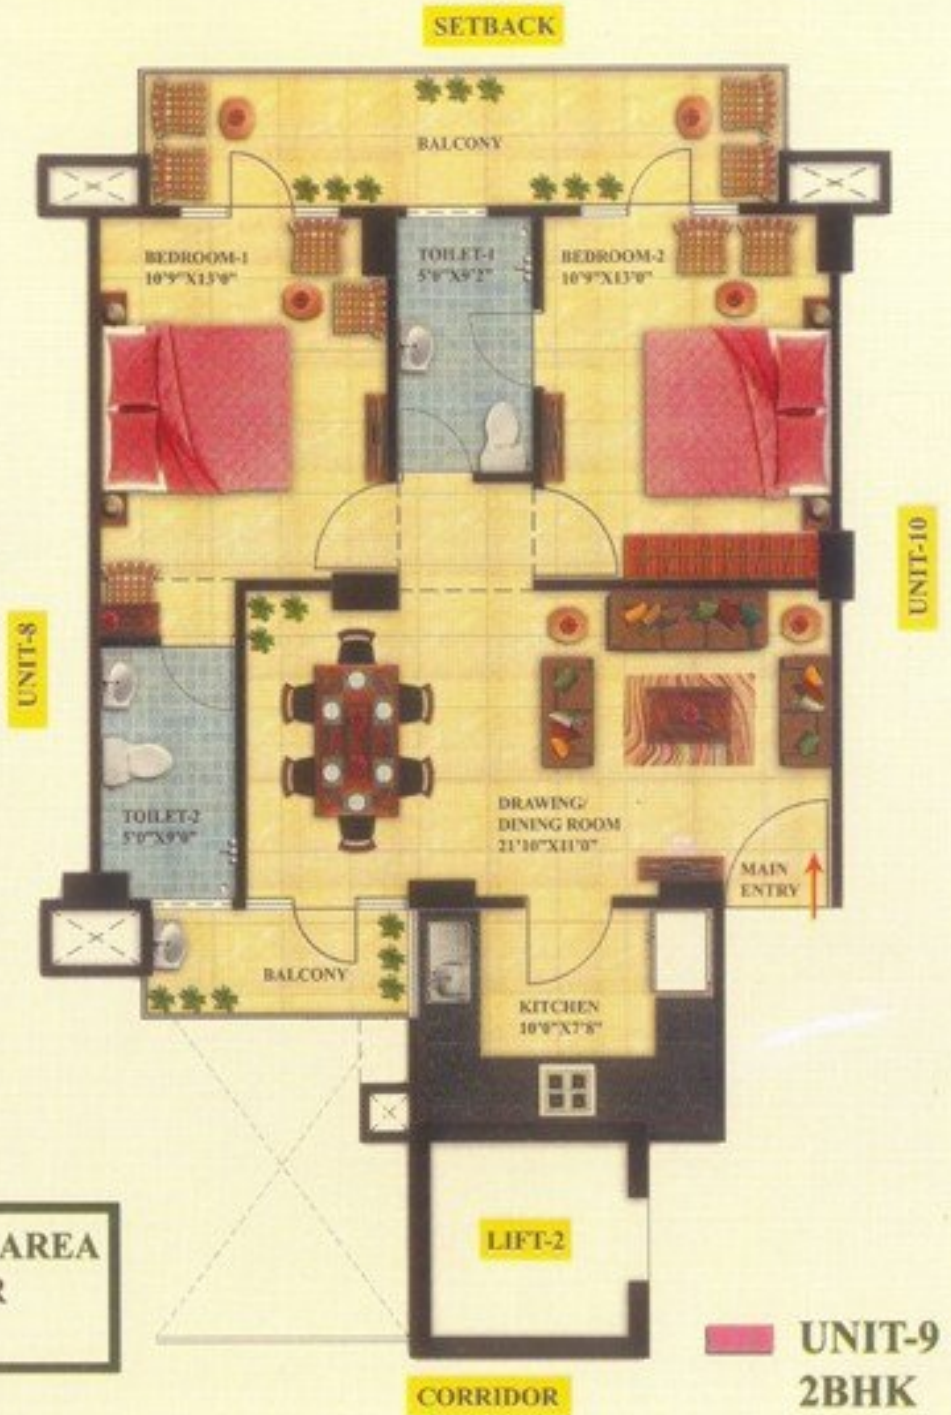 SETBACK
BALCONY
BEDROOM-1
10'9"X13'0"
TOILET-1
5'0"X9'2"
BEDROOM-2
10'9"X13'0"
UNIT-10
UNIT-8
TOILET-2
5'0"X9'0"
DRAWING/
DINING ROOM
21'10"X11'0"
MAIN
ENTRY
BALCONY
KITCHEN
10'0"X7'8"
AREA
LIFT-2
UNIT-9
2BHK
CORRIDOR